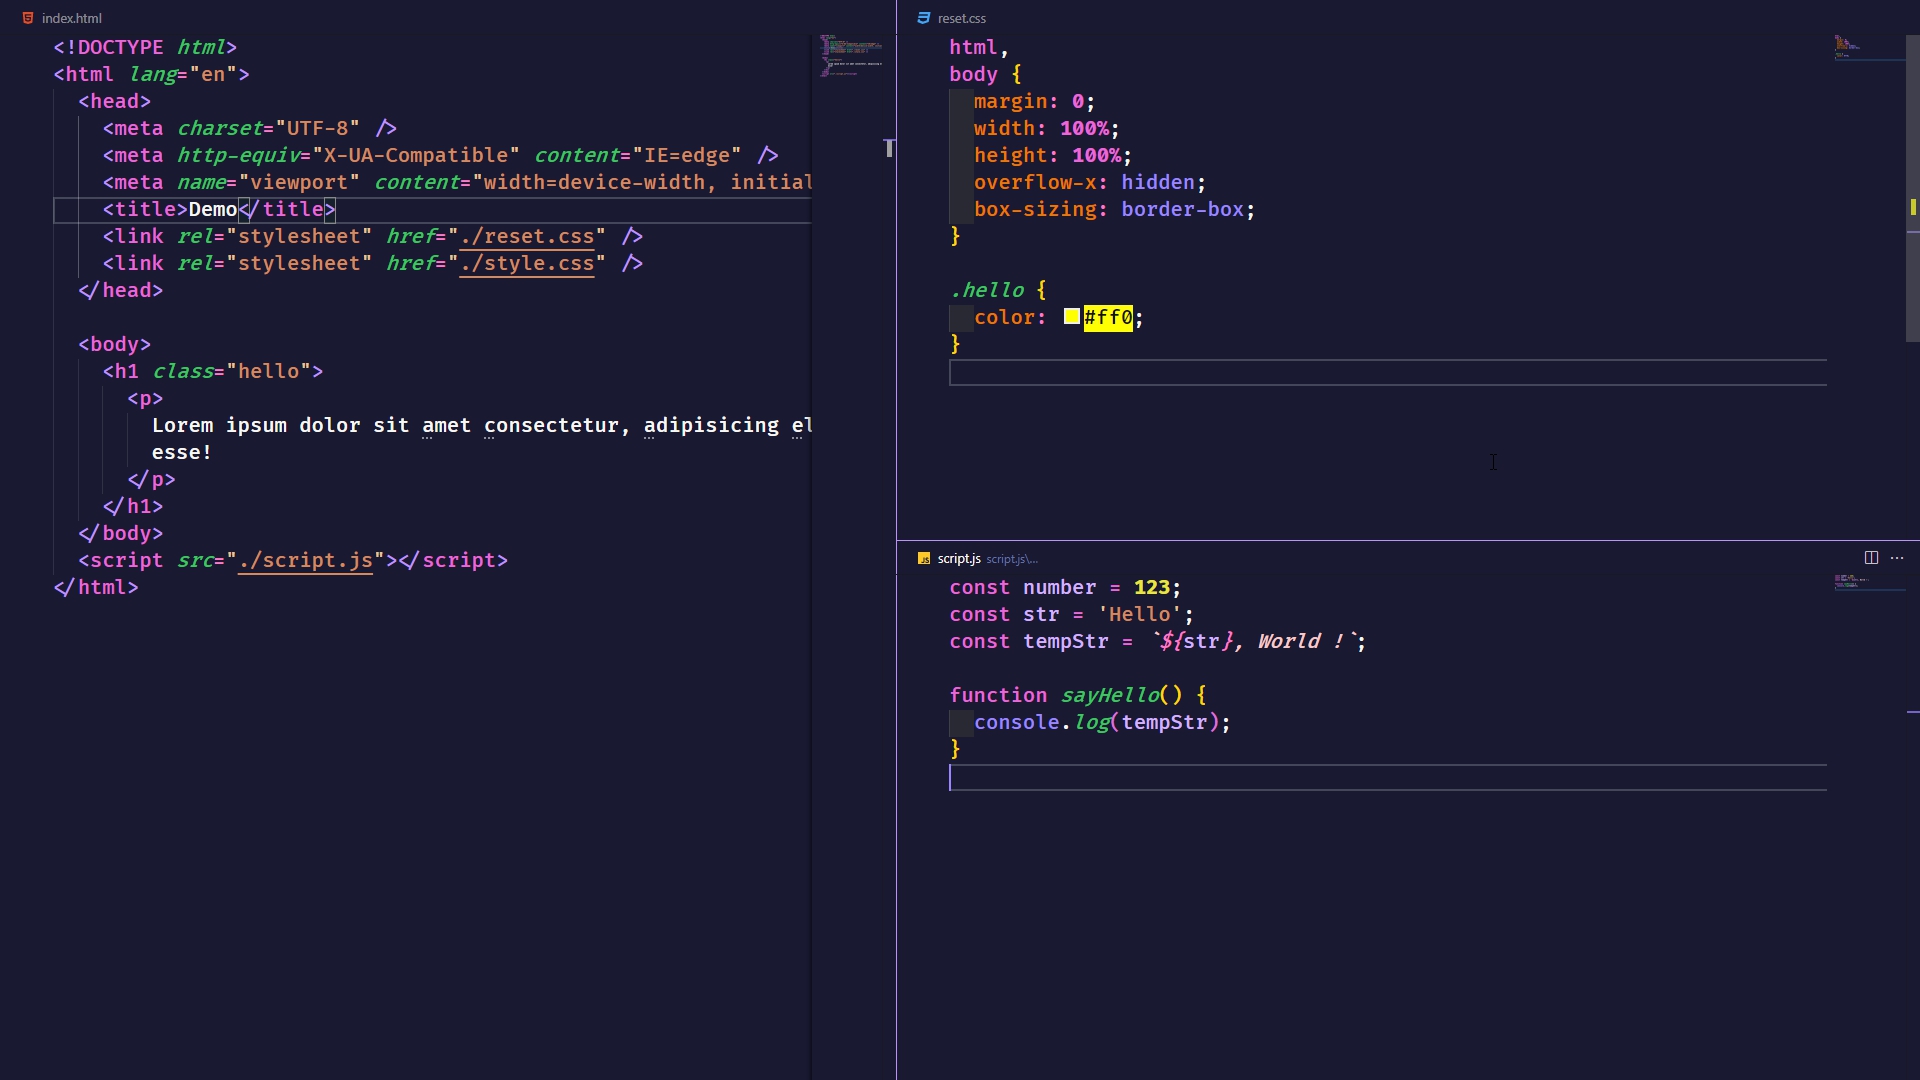 index.html
<!DOCTYPE html>
<html lang="en">
<head>
<meta charset="UTF-8" />
<meta http-equiv="X-UA-Compatible" content="IE=edge" />
<meta name="viewport" content="width=device-width, initial
<title>Demo</title>
<link rel="stylesheet" href="./reset.css" />
<link rel="stylesheet" href="./style.css" />
</head>
<body>
<h1 class="hello">
<p>
Lorem ipsum dolor sit amet consectetur, adipisicing el
esse!
</p>
</h1>
</body>
<script src="./script.js"></script>
</html>
reset.css
html,
body {
margin: 0;
width: 100%;
height: 100%;
overflow-x: hidden;
box-sizing: border-box;
}
.hello {
color: #ff0;
}
JS script.js script.js\...
const number = 123;
const str = 'Hello';
const tempStr = `${str}, World !`;
function sayHello() {
console.log(tempStr);
}